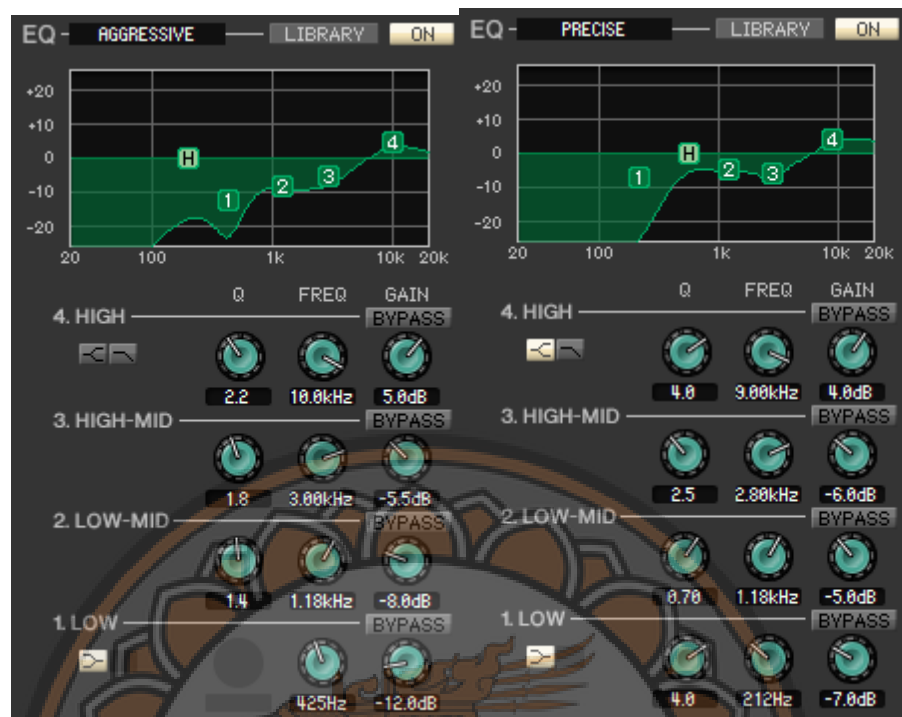 EQ AGGRESSIVE LIBRARY ON
+20
+10
0
-10
-20
H
1
2
3
4
20 100 1k 10k 20k
Q FREQ GAIN
4. HIGH BYPASS
2.2 10.0kHz 5.0dB
3. HIGH-MID BYPASS
1.8 3.00kHz -5.5dB
2. LOW-MID BYPASS
1.4 1.18kHz -8.0dB
1. LOW BYPASS
425Hz -12.0dB
EQ PRECISE LIBRARY ON
+20
+10
0
-10
-20
H
1
2
3
4
20 100 1k 10k 20k
Q FREQ GAIN
4. HIGH BYPASS
4.0 9.00kHz 4.0dB
3. HIGH-MID BYPASS
2.5 2.80kHz -6.0dB
2. LOW-MID BYPASS
0.70 1.18kHz -5.0dB
1. LOW BYPASS
4.0 212Hz -7.0dB